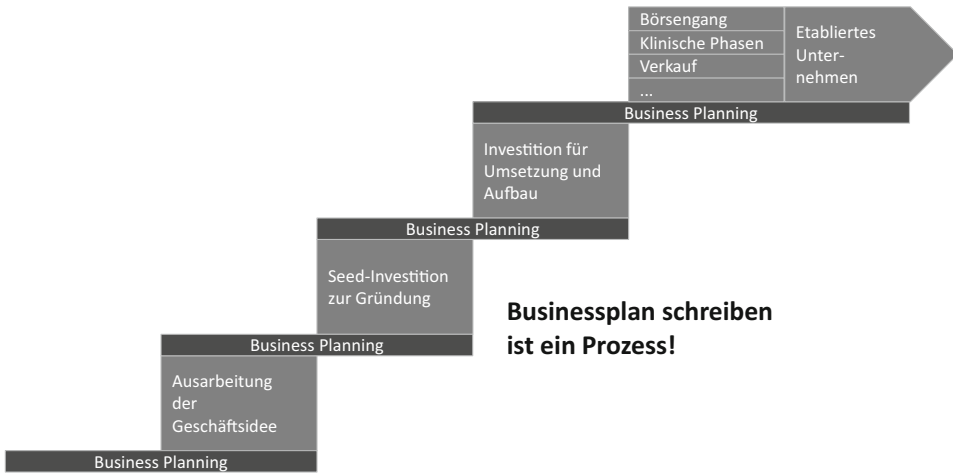 Börsengang
Klinische Phasen
Verkauf
...
Etabliertes
Unter-
nehmen
Business Planning
Investition für
Umsetzung und
Aufbau
Business Planning
Seed-Investition
zur Gründung
Businessplan schreiben
ist ein Prozess!
Business Planning
Ausarbeitung
der
Geschäftsidee
Business Planning